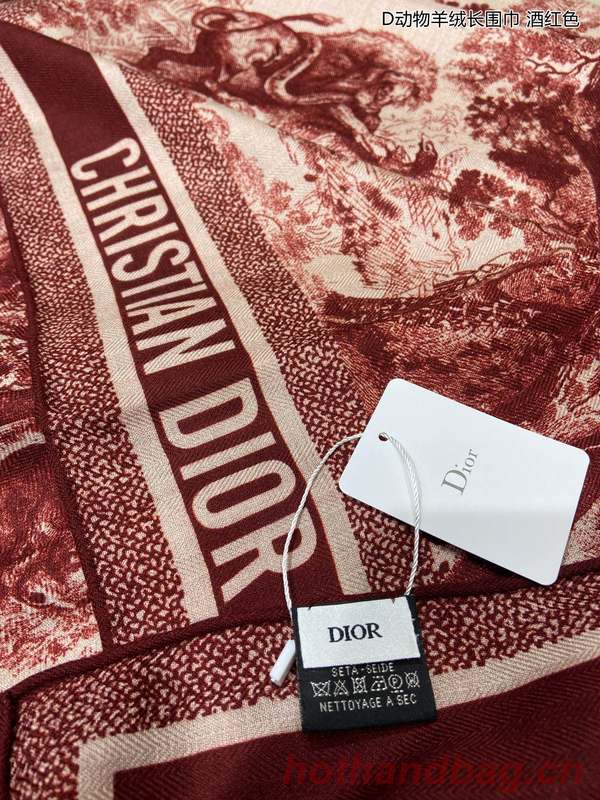 D动物羊绒长围巾 酒红色
CHRISTIAN DIOR
Dior
DIOR
SETA-SEIDE
NETTOYAGE A SEC
hothandbag.cn